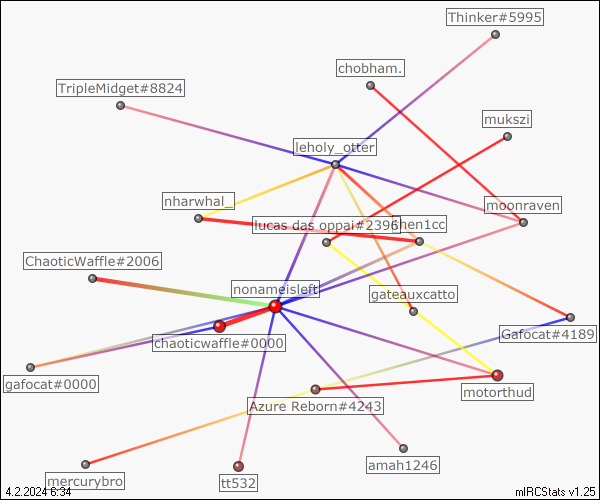 Thinker#5995
chobham.
TripleMidget#8824
mukszi
leholy_otter
nharwhal_
moonraven
lucas das oppai#2396
hen1cc
ChaoticWaffle#2006
nonameisleft
gateauxcatto
Gafocat#4189
chaoticwaffle#0000
gafocat#0000
motorthud
Azure Reborn#4243
amah1246
mercurybro
tt532
4.2.2024 6:34
mIRCStats v1.25